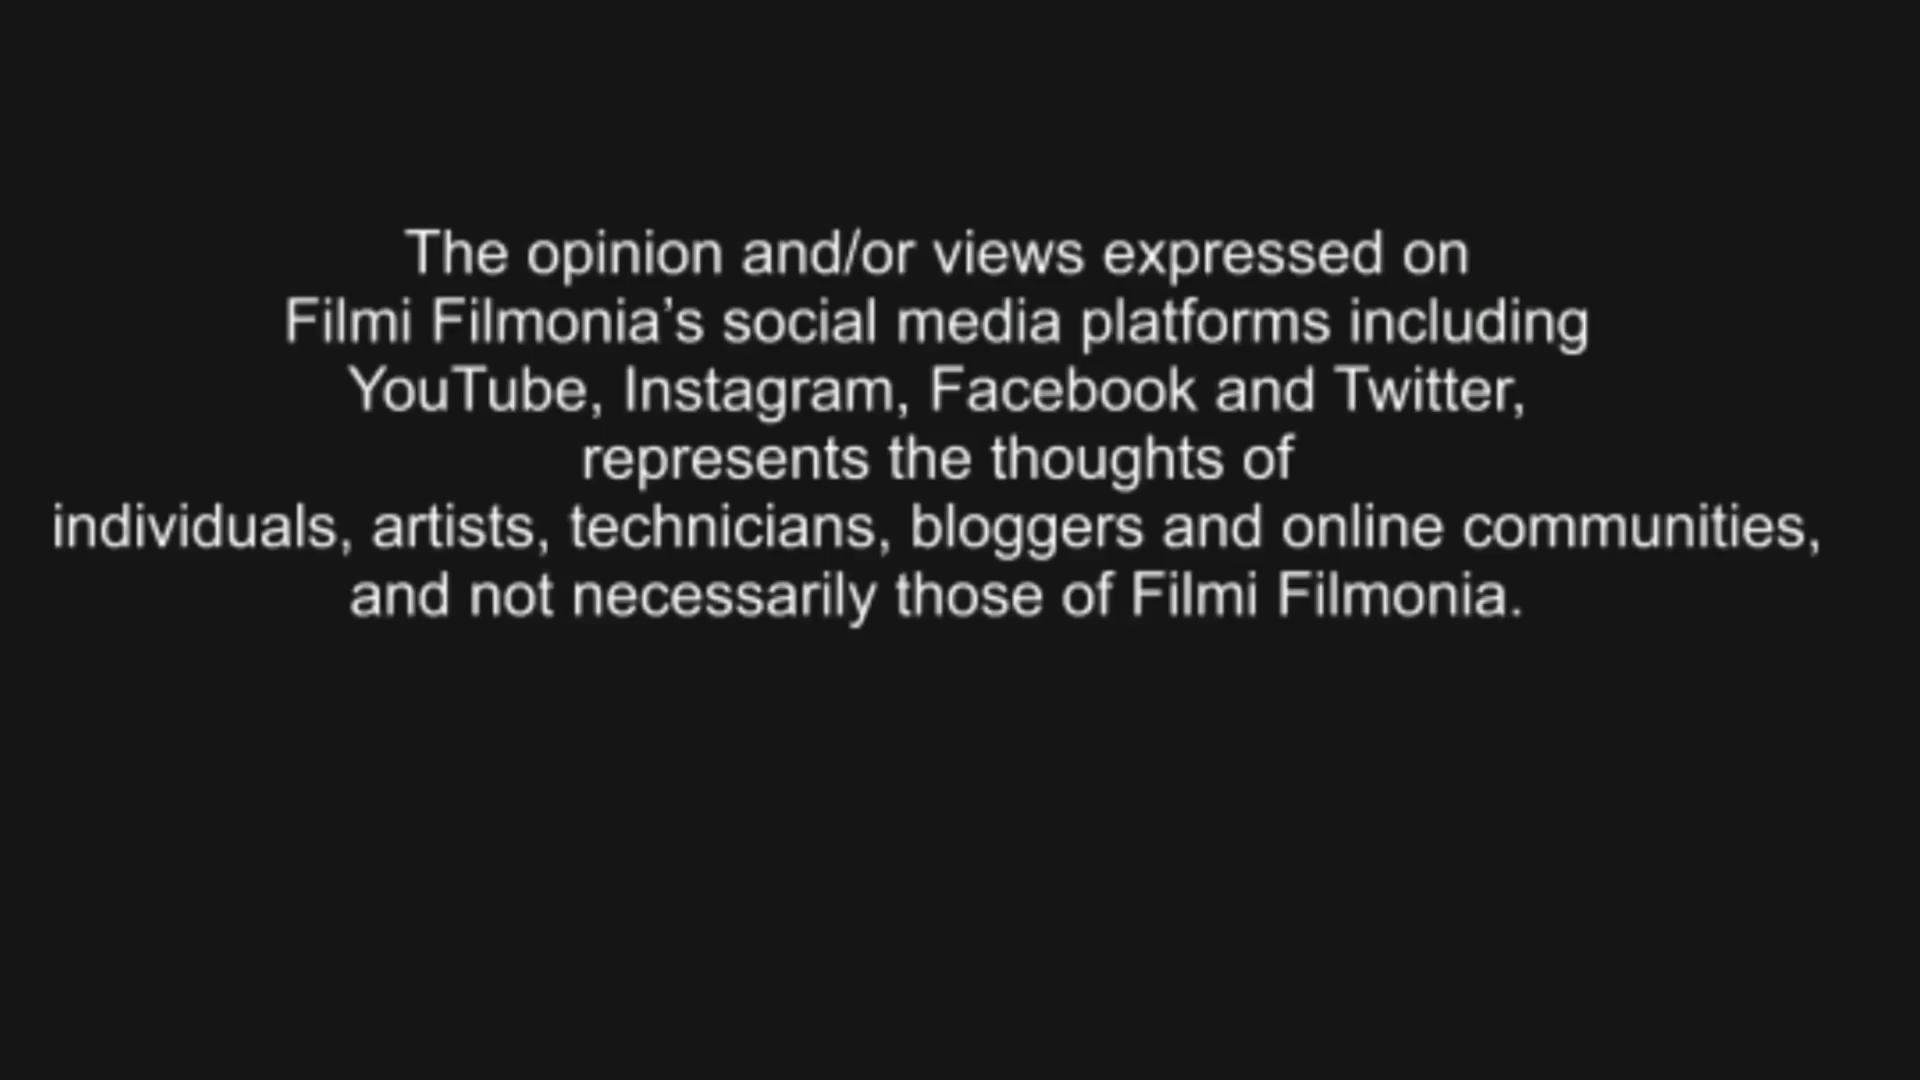 The opinion and/or views expressed on
Filmi Filmonia’s social media platforms including
YouTube, Instagram, Facebook and Twitter,
represents the thoughts of
individuals, artists, technicians, bloggers and online communities,
and not necessarily those of Filmi Filmonia.